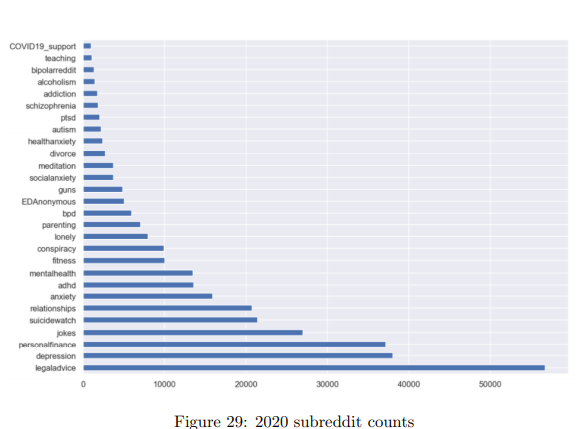 COVID19_support
teaching
bipolarreddit
alcoholism
addiction
schizophrenia
ptsd
autism
healthanxiety
divorce
meditation
socialanxiety
guns
EDAnonymous
bpd
parenting
lonely
conspiracy
fitness
mentalhealth
adhd
anxiety
relationships
suicidewatch
jokes
personalfinance
depression
legaladvice
0 10000 20000 30000 40000 50000
Figure 29: 2020 subreddit counts